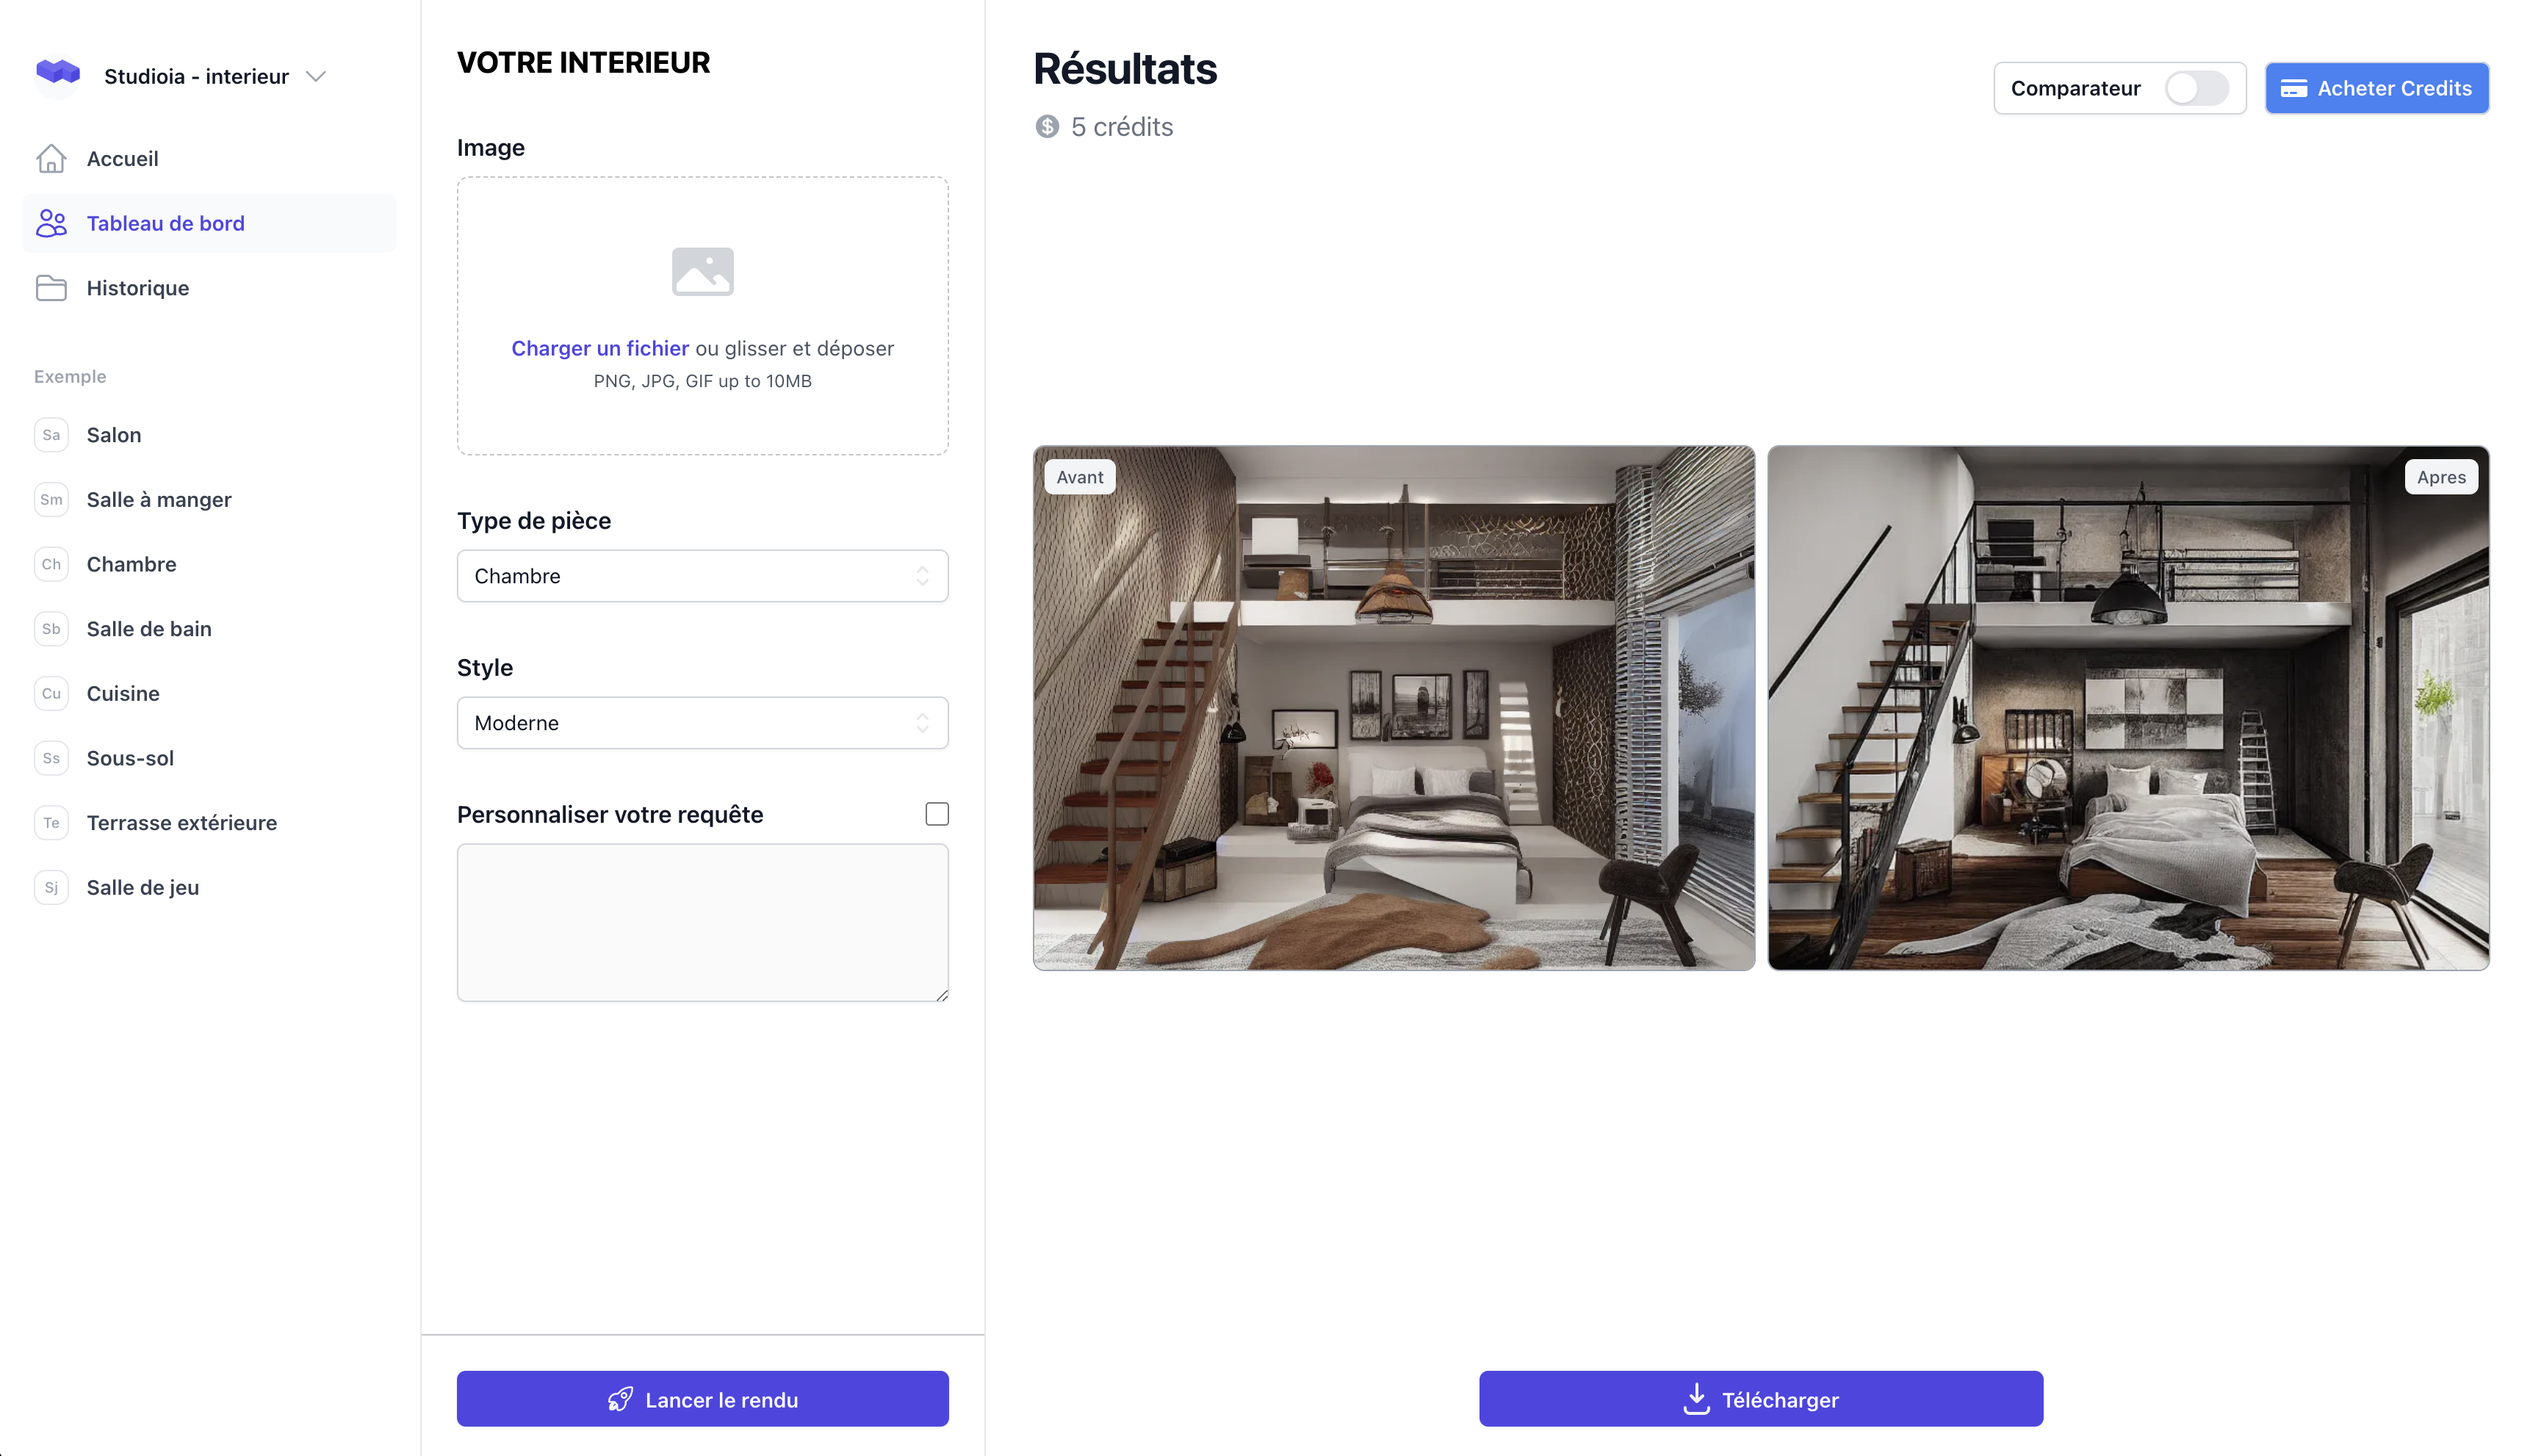 Studioia - interieur
Accueil
Tableau de bord
Historique
Exemple
Sa Salon
Sm Salle à manger
Ch Chambre
Sb Salle de bain
Cu Cuisine
Ss Sous-sol
Te Terrasse extérieure
Sj Salle de jeu
VOTRE INTERIEUR
Image
Charger un fichier ou glisser et déposer
PNG, JPG, GIF up to 10MB
Type de pièce
Chambre
Style
Moderne
Personnaliser votre requête
Lancer le rendu
Résultats
5 crédits
Comparateur
Acheter Credits
Avant
Apres
Télécharger